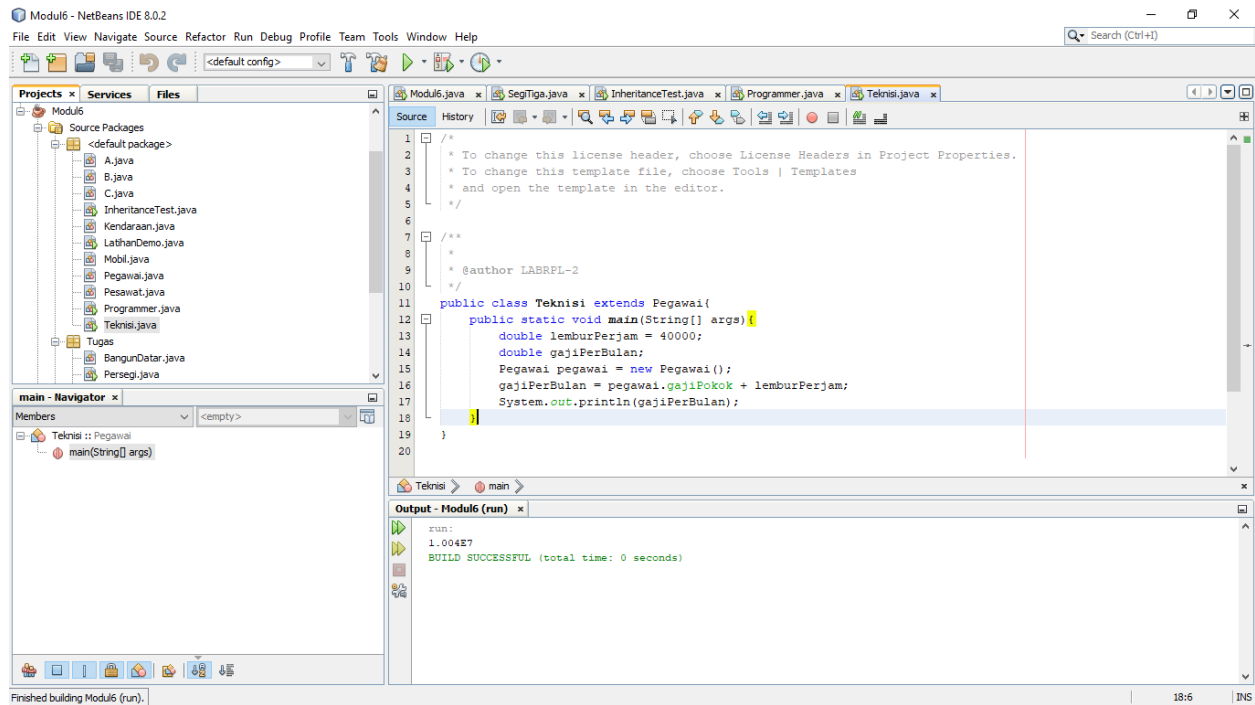 Modul6 - NetBeans IDE 8.0.2
File Edit View Navigate Source Refactor Run Debug Profile Team Tools Window Help
Search (Ctrl+I)
<default config>
Projects × Services Files
Modul6
Source Packages
<default package>
A.java
B.java
C.java
InheritanceTest.java
Kendaraan.java
LatihanDemo.java
Mobil.java
Pegawai.java
Pesawat.java
Programmer.java
Teknisi.java
Tugas
BangunDatar.java
Persegi.java
main - Navigator ×
Members <empty>
Teknisi :: Pegawai
main(String[] args)
Modul6.java × SegiTiga.java × InheritanceTest.java × Programmer.java × Teknisi.java ×
Source History
1 /*
2 * To change this license header, choose License Headers in Project Properties.
3 * To change this template file, choose Tools | Templates
4 * and open the template in the editor.
5 */
6
7 /**
8 *
9 * @author LABRPL-2
10 */
11 public class Teknisi extends Pegawai{
12 public static void main(String[] args){
13 double lemburPerjam = 40000;
14 double gajiPerBulan;
15 Pegawai pegawai = new Pegawai();
16 gajiPerBulan = pegawai.gajiPokok + lemburPerjam;
17 System.out.println(gajiPerBulan);
18 }
19 }
20
Teknisi main
Output - Modul6 (run) ×
run:
1.004E7
BUILD SUCCESSFUL (total time: 0 seconds)
Finished building Modul6 (run).
18:6 INS